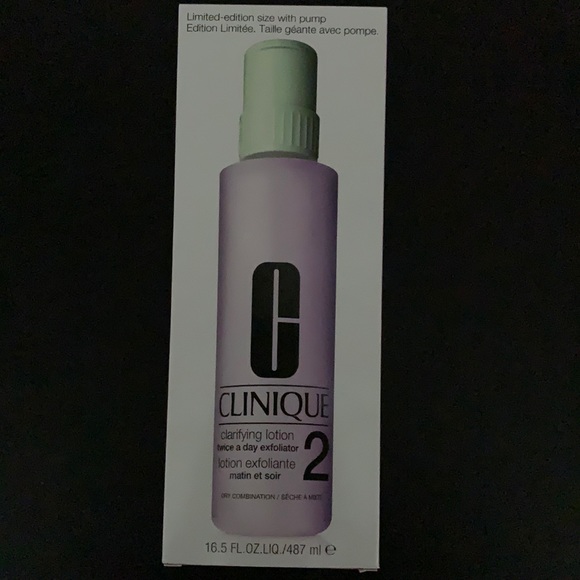 Limited-edition size with pump
Edition Limitée. Taille géante avec pompe.
C
CLINIQUE
clarifying lotion
twice a day exfoliator
2
lotion exfoliante
matin et soir
DRY COMBINATION / SÈCHE À MIXTE
16.5 FL.OZ.LIQ./487 ml ℮